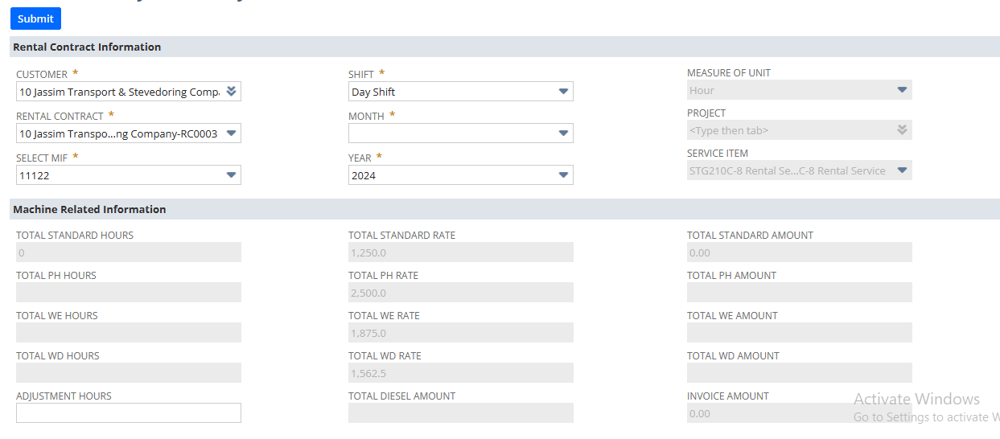 Submit
Rental Contract Information
CUSTOMER *
10 Jassim Transport & Stevedoring Comp
RENTAL CONTRACT *
10 Jassim Transpo...ng Company-RC0003
SELECT MIF *
11122
SHIFT *
Day Shift
MONTH *
YEAR *
2024
MEASURE OF UNIT
Hour
PROJECT
<Type then tab>
SERVICE ITEM
STG210C-8 Rental Se...C-8 Rental Service
Machine Related Information
TOTAL STANDARD HOURS
0
TOTAL PH HOURS
TOTAL WE HOURS
TOTAL WD HOURS
ADJUSTMENT HOURS
TOTAL STANDARD RATE
1,250.0
TOTAL PH RATE
2,500.0
TOTAL WE RATE
1,875.0
TOTAL WD RATE
1,562.5
TOTAL DIESEL AMOUNT
TOTAL STANDARD AMOUNT
0.00
TOTAL PH AMOUNT
TOTAL WE AMOUNT
TOTAL WD AMOUNT
INVOICE AMOUNT
0.00
Activate Windows
Go to Settings to activate W